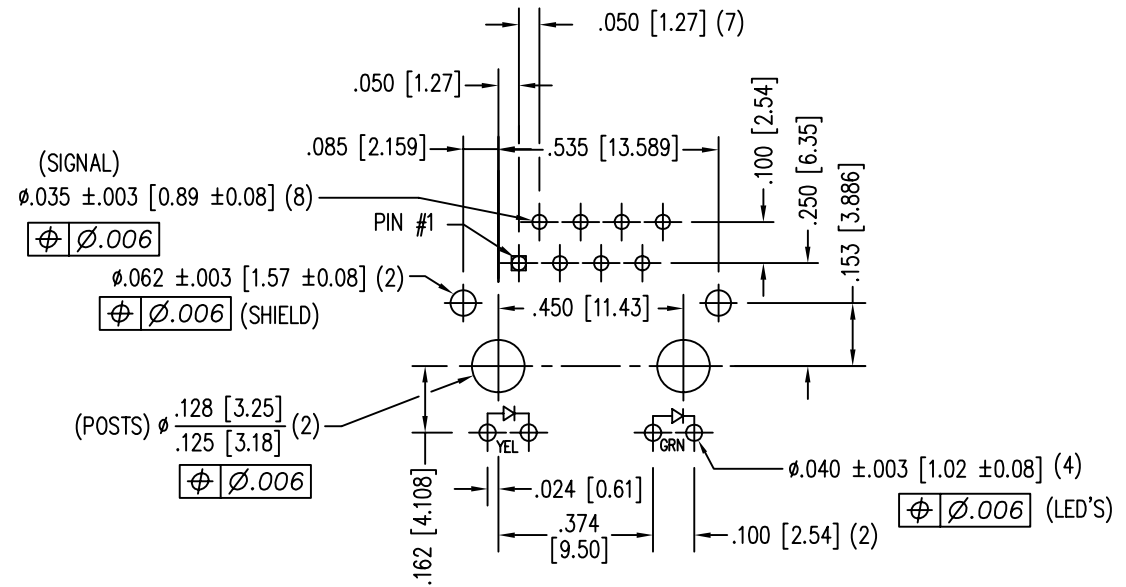 .050 [1.27] (7)
.050 [1.27]
.100 [2.54]
.250 [6.35]
.153 [3.886]
.085 [2.159]
.535 [13.589]
(SIGNAL)
ø.035 ±.003 [0.89 ±0.08] (8)
⌖ Ø.006
PIN #1
ø.062 ±.003 [1.57 ±0.08] (2)
⌖ Ø.006 (SHIELD)
.450 [11.43]
(POSTS) ø .128 [3.25]
.125 [3.18] (2)
⌖ Ø.006
YEL
GRN
ø.040 ±.003 [1.02 ±0.08] (4)
⌖ Ø.006 (LED'S)
.162 [4.108]
.024 [0.61]
.374
[9.50]
.100 [2.54] (2)